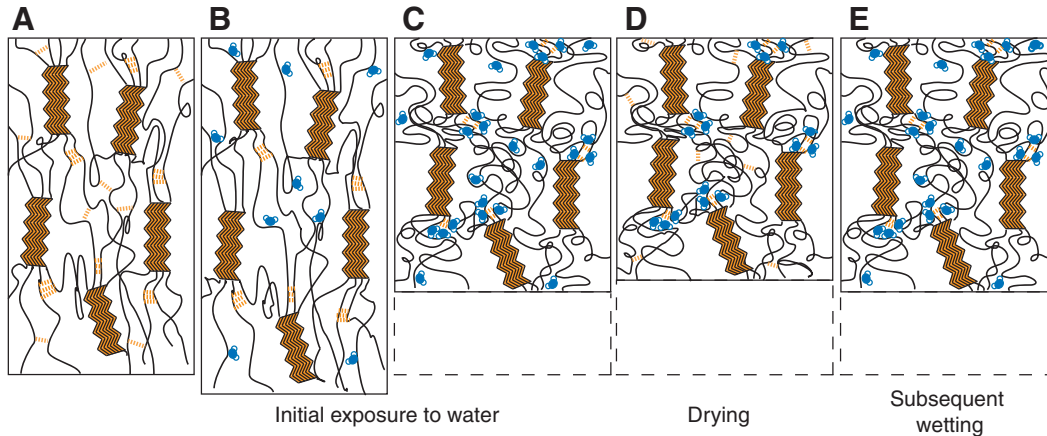 A B C D E
Initial exposure to water
Drying
Subsequent
wetting